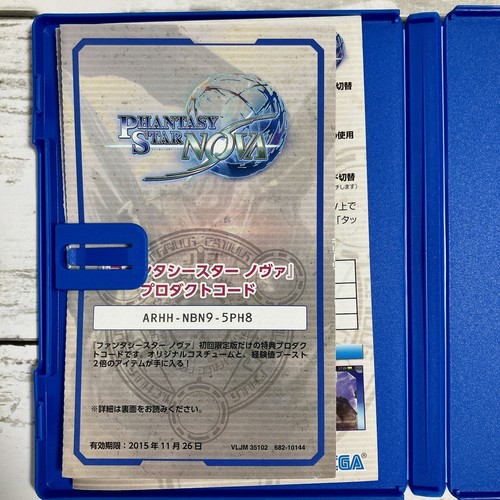 PHANTASY
STAR NOVA
ンタシースター ノヴァ』
プロダクトコード
ARHH-NBN9-5PH8
『ファンタシースター ノヴァ』初回限定版だけの特典プロダ
クトコードです。オリジナルコスチュームと、経験値ブースト
2倍のアイテムが手に入る!
※詳細は裏面をお読みください。
有効期限:2015年11月26日
VLJM 35102 682-10144
切替
使用
切替
チします)
上で
「タッ
EGA®